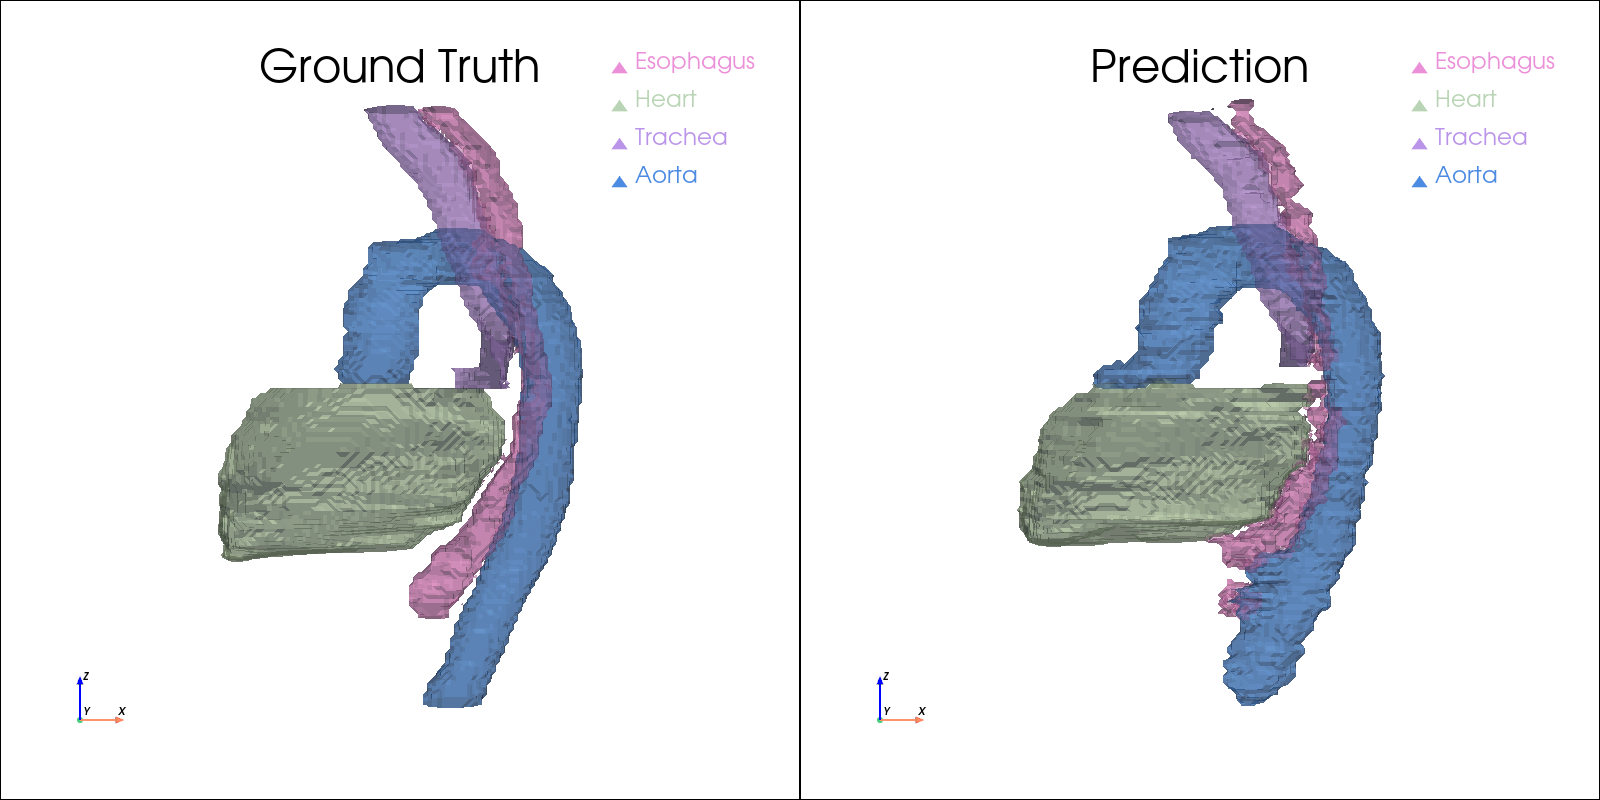 Ground Truth
Esophagus
Heart
Trachea
Aorta
Z
Y X
Prediction
Esophagus
Heart
Trachea
Aorta
Z
Y X